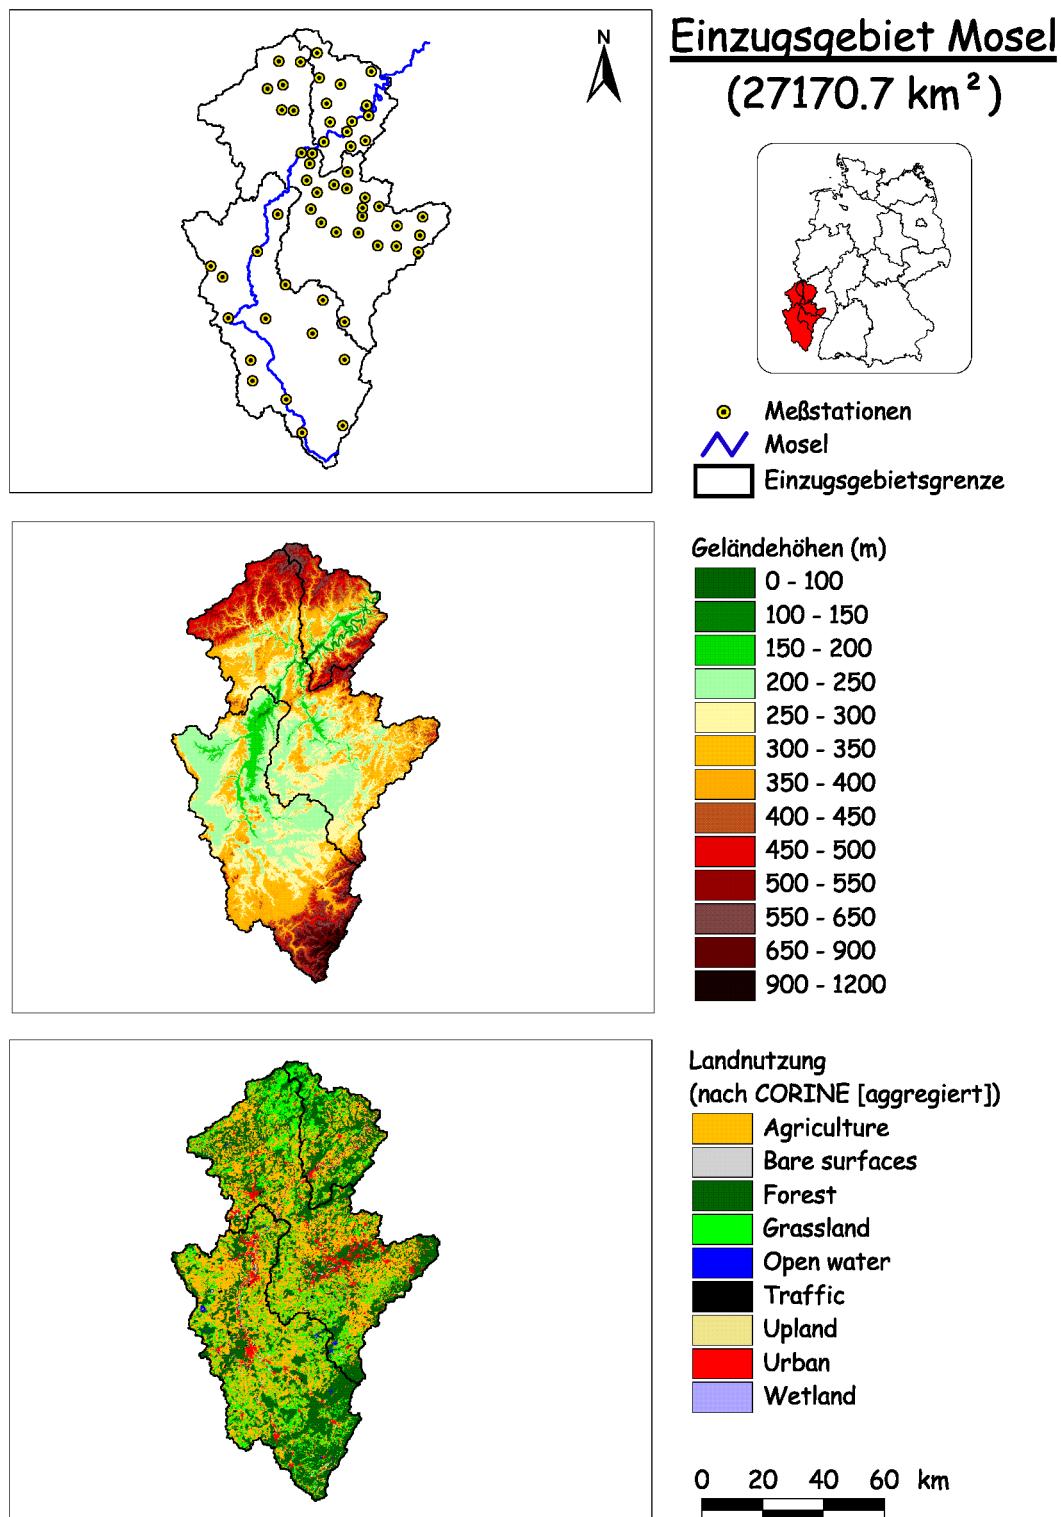 Einzugsgebiet Mosel
(27170.7 km²)
N
Meßstationen
Mosel
Einzugsgebietsgrenze
Geländehöhen (m)
0 - 100
100 - 150
150 - 200
200 - 250
250 - 300
300 - 350
350 - 400
400 - 450
450 - 500
500 - 550
550 - 650
650 - 900
900 - 1200
Landnutzung
(nach CORINE [aggregiert])
Agriculture
Bare surfaces
Forest
Grassland
Open water
Traffic
Upland
Urban
Wetland
0 20 40 60 km